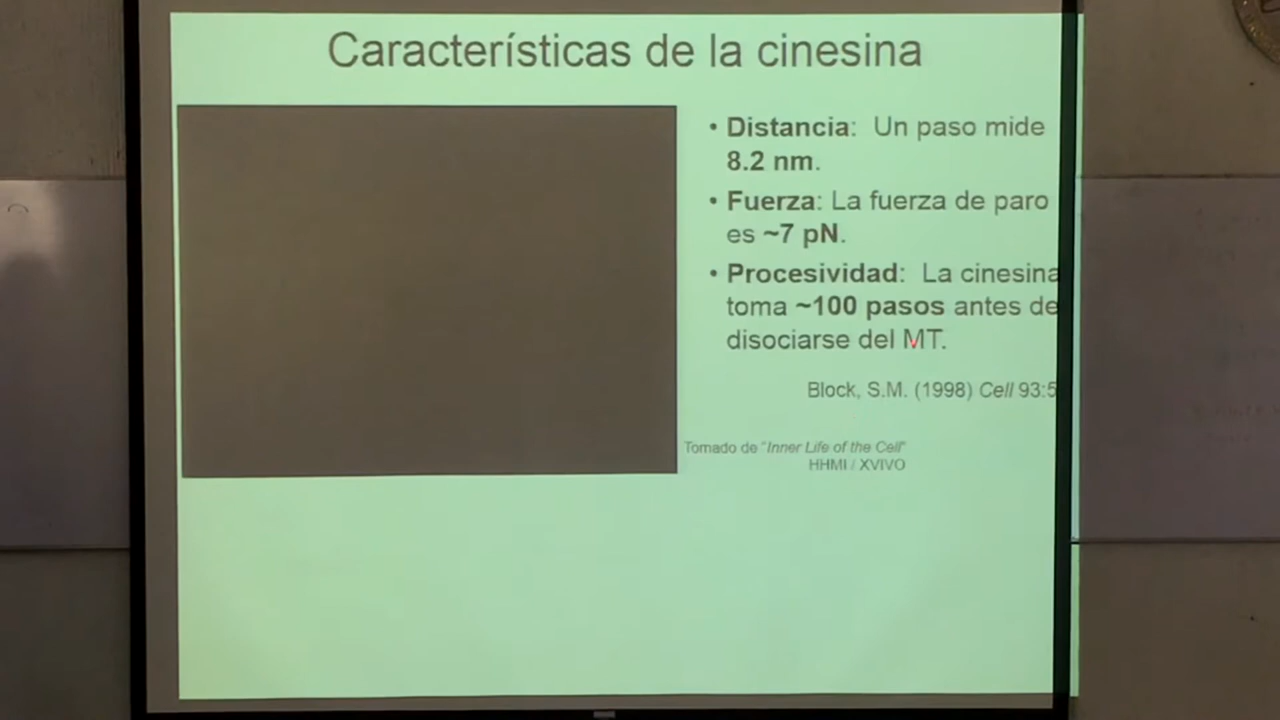 Características de la cinesina
• Distancia: Un paso mide
8.2 nm.
• Fuerza: La fuerza de paro
es ~7 pN.
• Procesividad: La cinesina
toma ~100 pasos antes de
disociarse del MT.
Block, S.M. (1998) Cell 93:5
Tomado de "Inner Life of the Cell"
HHMI / XVIVO